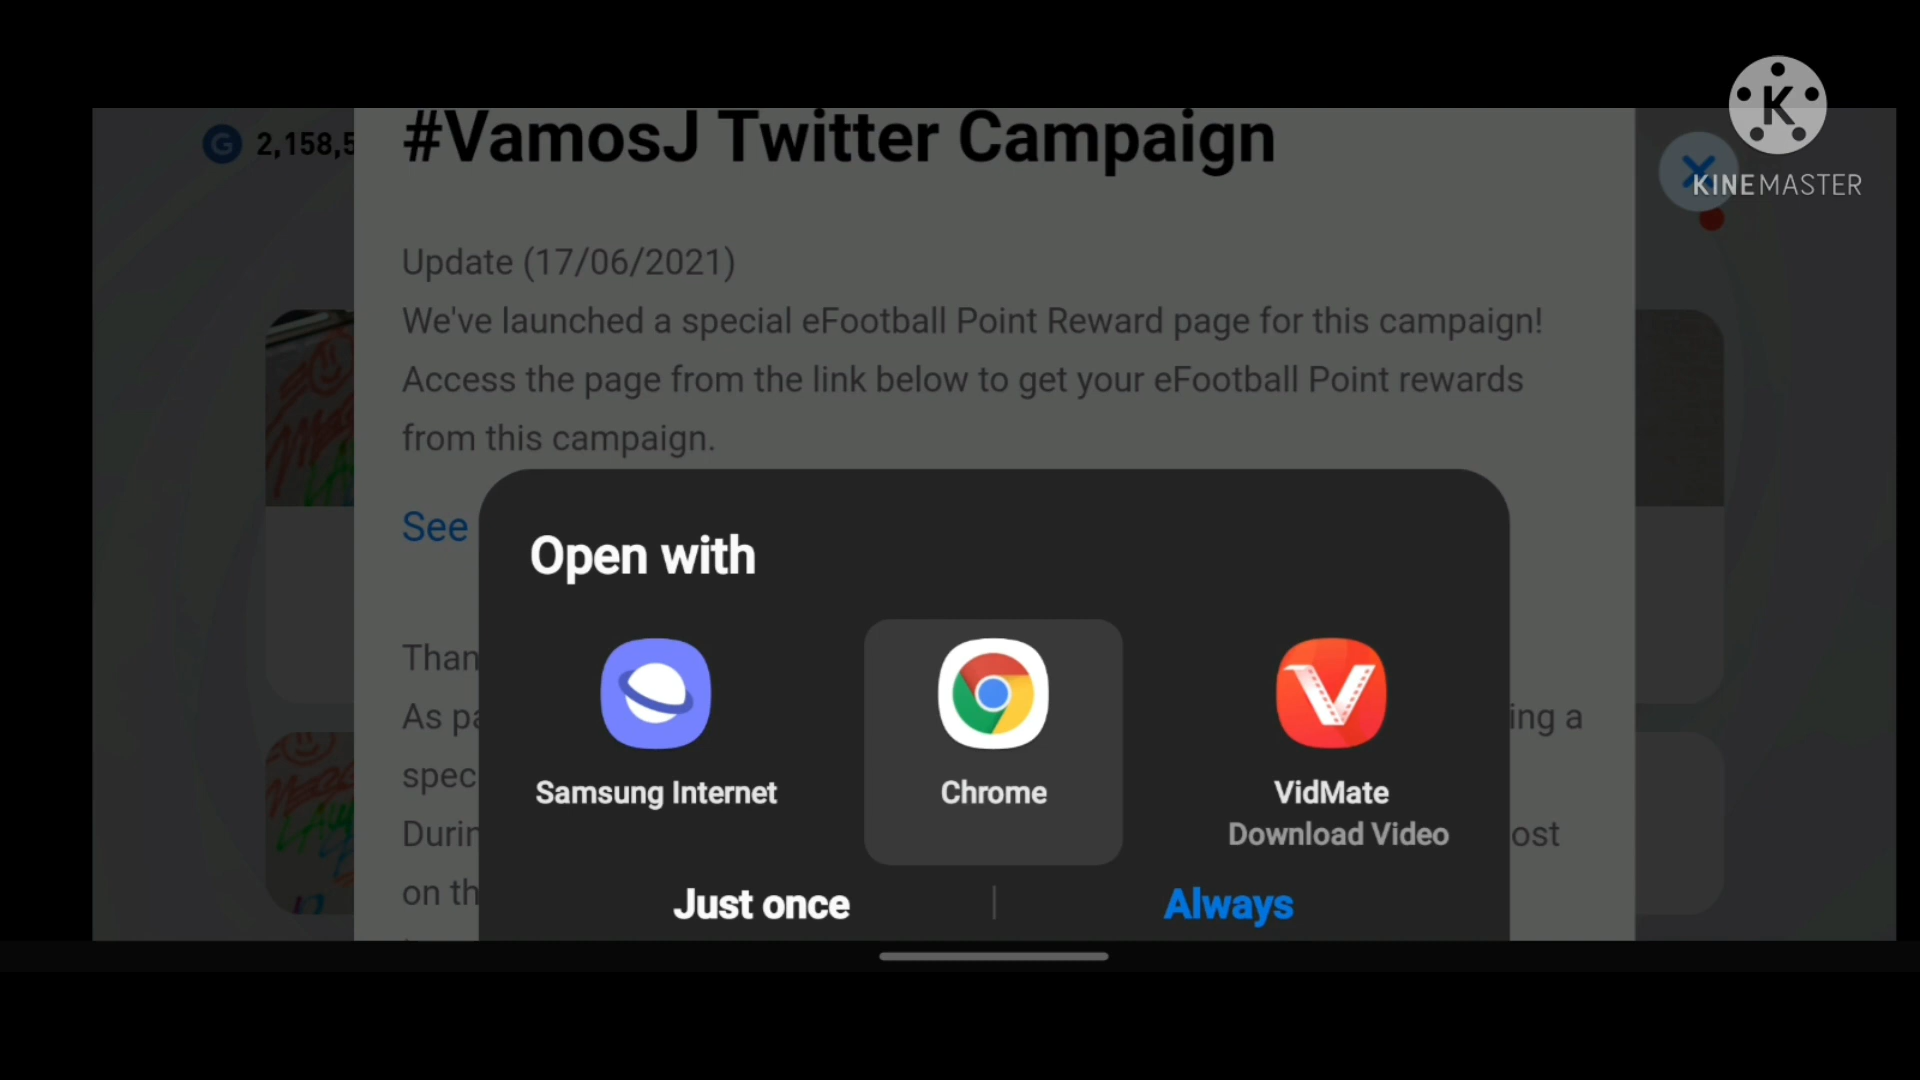 #VamosJ Twitter Campaign
G 2,158,5
KINEMASTER
Update (17/06/2021)
We've launched a special eFootball Point Reward page for this campaign!
Access the page from the link below to get your eFootball Point rewards
from this campaign.
See
Open with
Than
As pa
ing a
spec
Samsung Internet
Chrome
VidMate
Download Video
Durin
ost
on th
Just once
Always